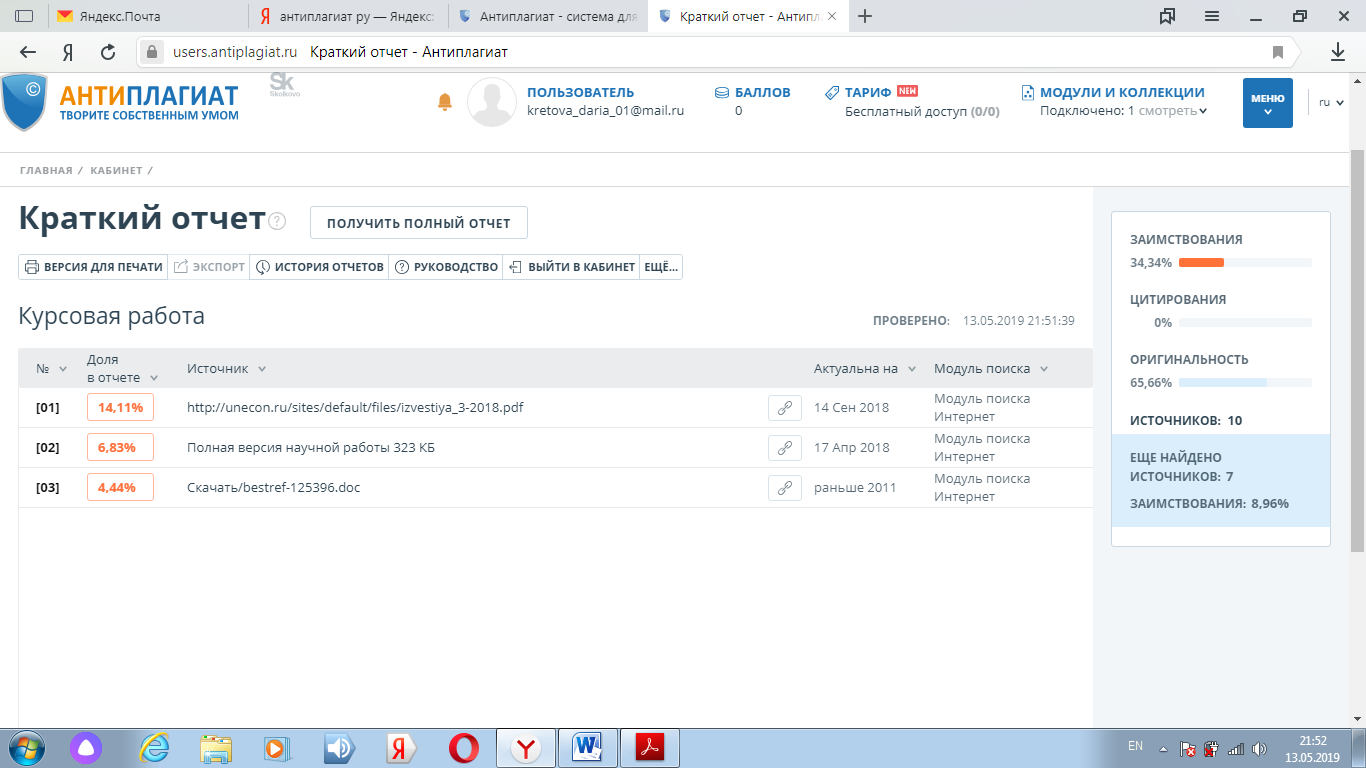 Яндекс.Почта
антиплагиат ру — Яндекс:
Антиплагиат - система для
Краткий отчет - Антипл
users.antiplagiat.ru Краткий отчет - Антиплагиат
АНТИПЛАГИАТ
ТВОРИТЕ СОБСТВЕННЫМ УМОМ
Sk
Skolkovo
ПОЛЬЗОВАТЕЛЬ
kretova_daria_01@mail.ru
БАЛЛОВ
0
ТАРИФ NEW
Бесплатный доступ (0/0)
МОДУЛИ И КОЛЛЕКЦИИ
Подключено: 1 смотреть
МЕНЮ
ru
ГЛАВНАЯ / КАБИНЕТ /
Краткий отчет ?
ПОЛУЧИТЬ ПОЛНЫЙ ОТЧЕТ
ВЕРСИЯ ДЛЯ ПЕЧАТИ ЭКСПОРТ ИСТОРИЯ ОТЧЕТОВ РУКОВОДСТВО ВЫЙТИ В КАБИНЕТ ЕЩЁ...
Курсовая работа
ПРОВЕРЕНО: 13.05.2019 21:51:39
№ Доля в отчете Источник Актуальна на Модуль поиска
[01] 14,11% http://unecon.ru/sites/default/files/izvestiya_3-2018.pdf 14 Сен 2018 Модуль поиска Интернет
[02] 6,83% Полная версия научной работы 323 КБ 17 Апр 2018 Модуль поиска Интернет
[03] 4,44% Скачать/bestref-125396.doc раньше 2011 Модуль поиска Интернет
ЗАИМСТВОВАНИЯ
34,34%
ЦИТИРОВАНИЯ
0%
ОРИГИНАЛЬНОСТЬ
65,66%
ИСТОЧНИКОВ: 10
ЕЩЕ НАЙДЕНО
ИСТОЧНИКОВ: 7
ЗАИМСТВОВАНИЯ: 8,96%
EN
21:52
13.05.2019